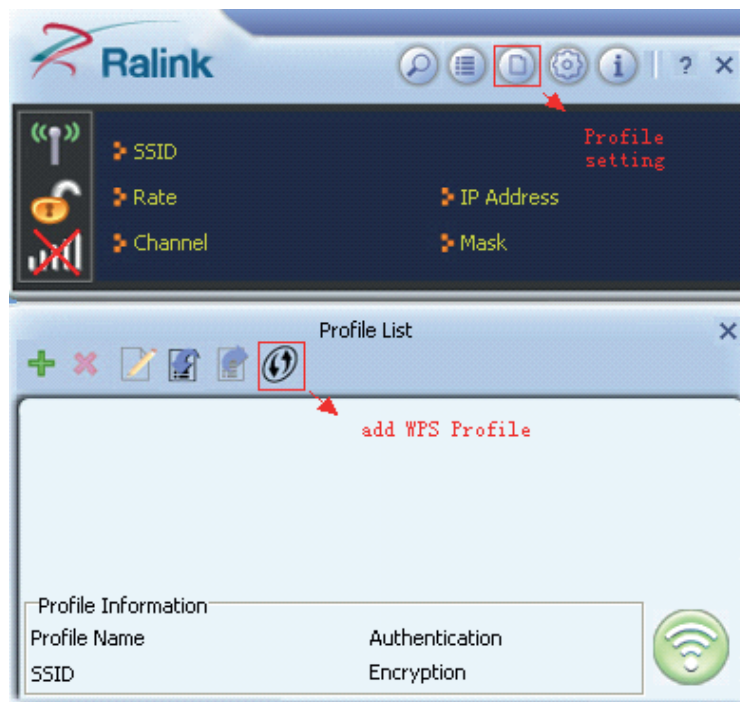 Ralink
i ? ×
Profile
setting
SSID
Rate
IP Address
Channel
Mask
Profile List
add WPS Profile
Profile Information
Profile Name
Authentication
SSID
Encryption